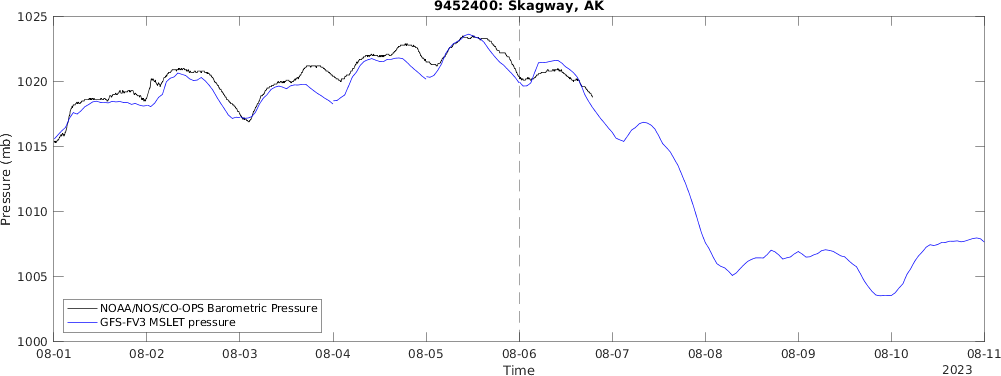 9452400: Skagway, AK
Pressure (mb)
1025
1020
1015
1010
1005
1000
NOAA/NOS/CO-OPS Barometric Pressure
GFS-FV3 MSLET pressure
08-01 08-02 08-03 08-04 08-05 08-06 08-07 08-08 08-09 08-10 08-11
Time
2023